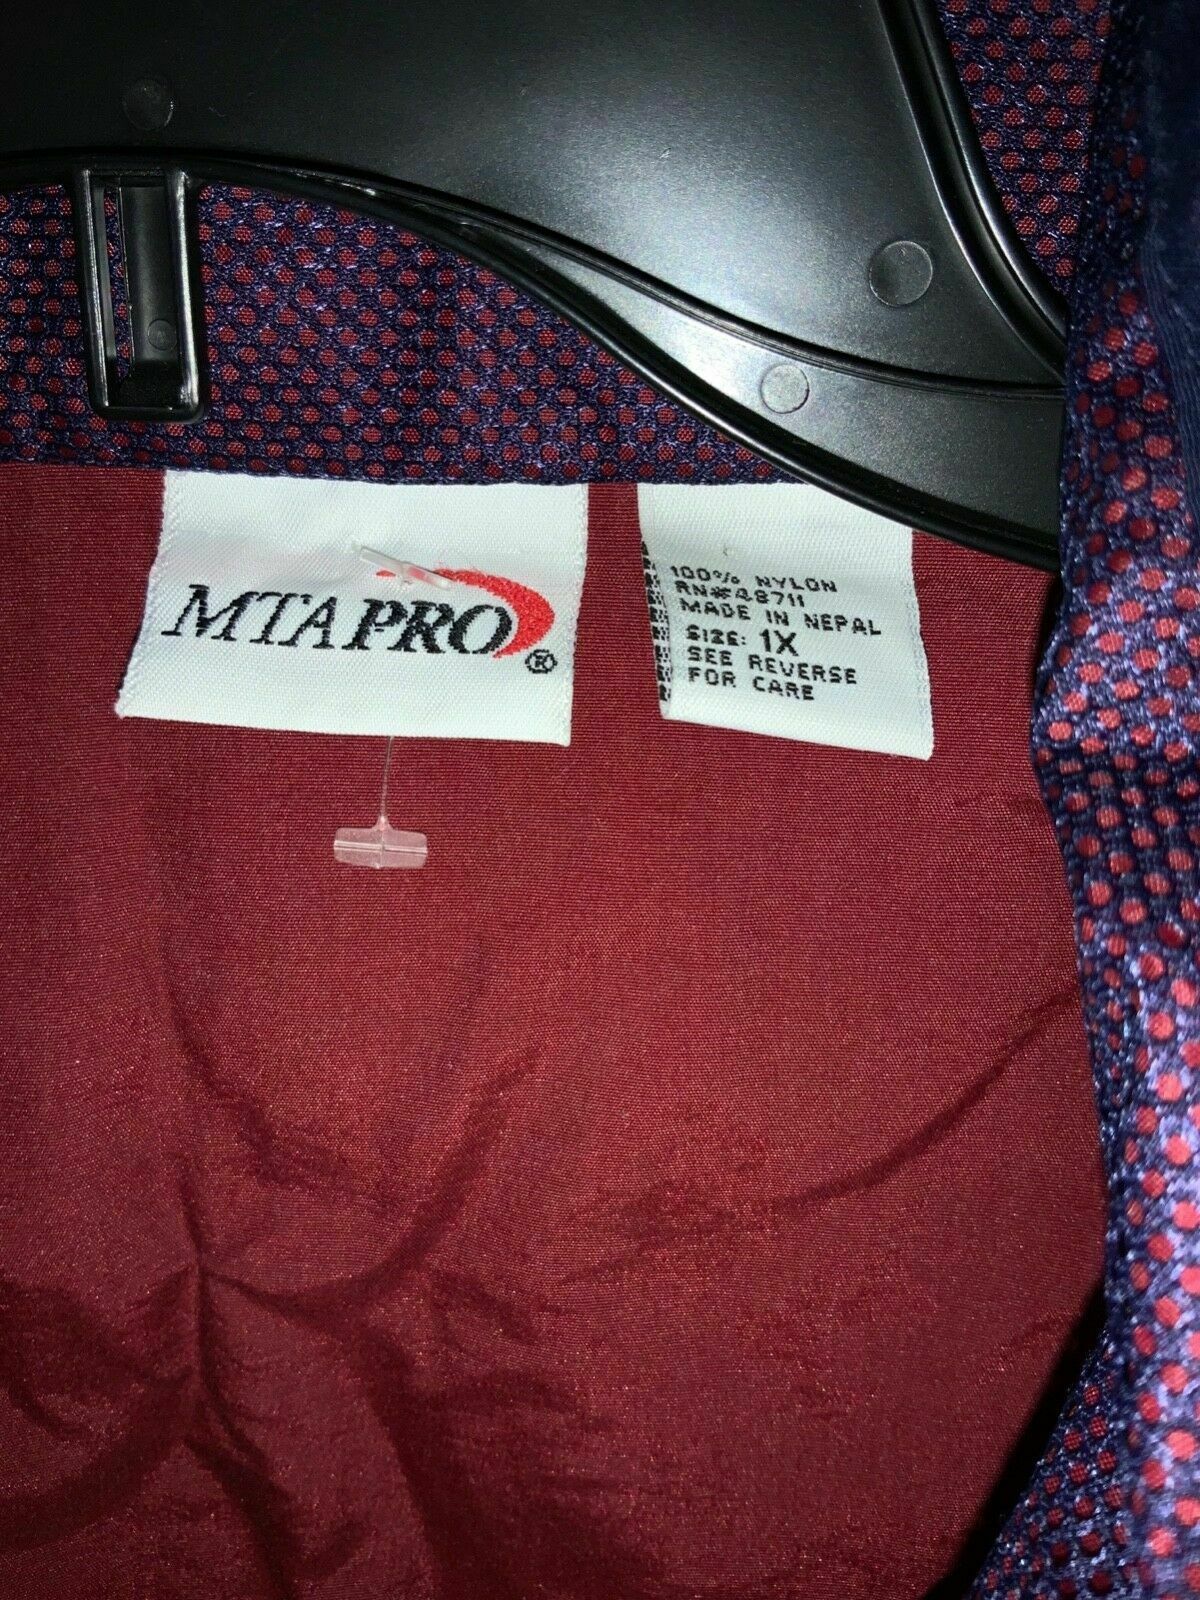 MTAPRO®
100% NYLON
RN#48711
MADE IN NEPAL
SIZE: 1X
SEE REVERSE
FOR CARE